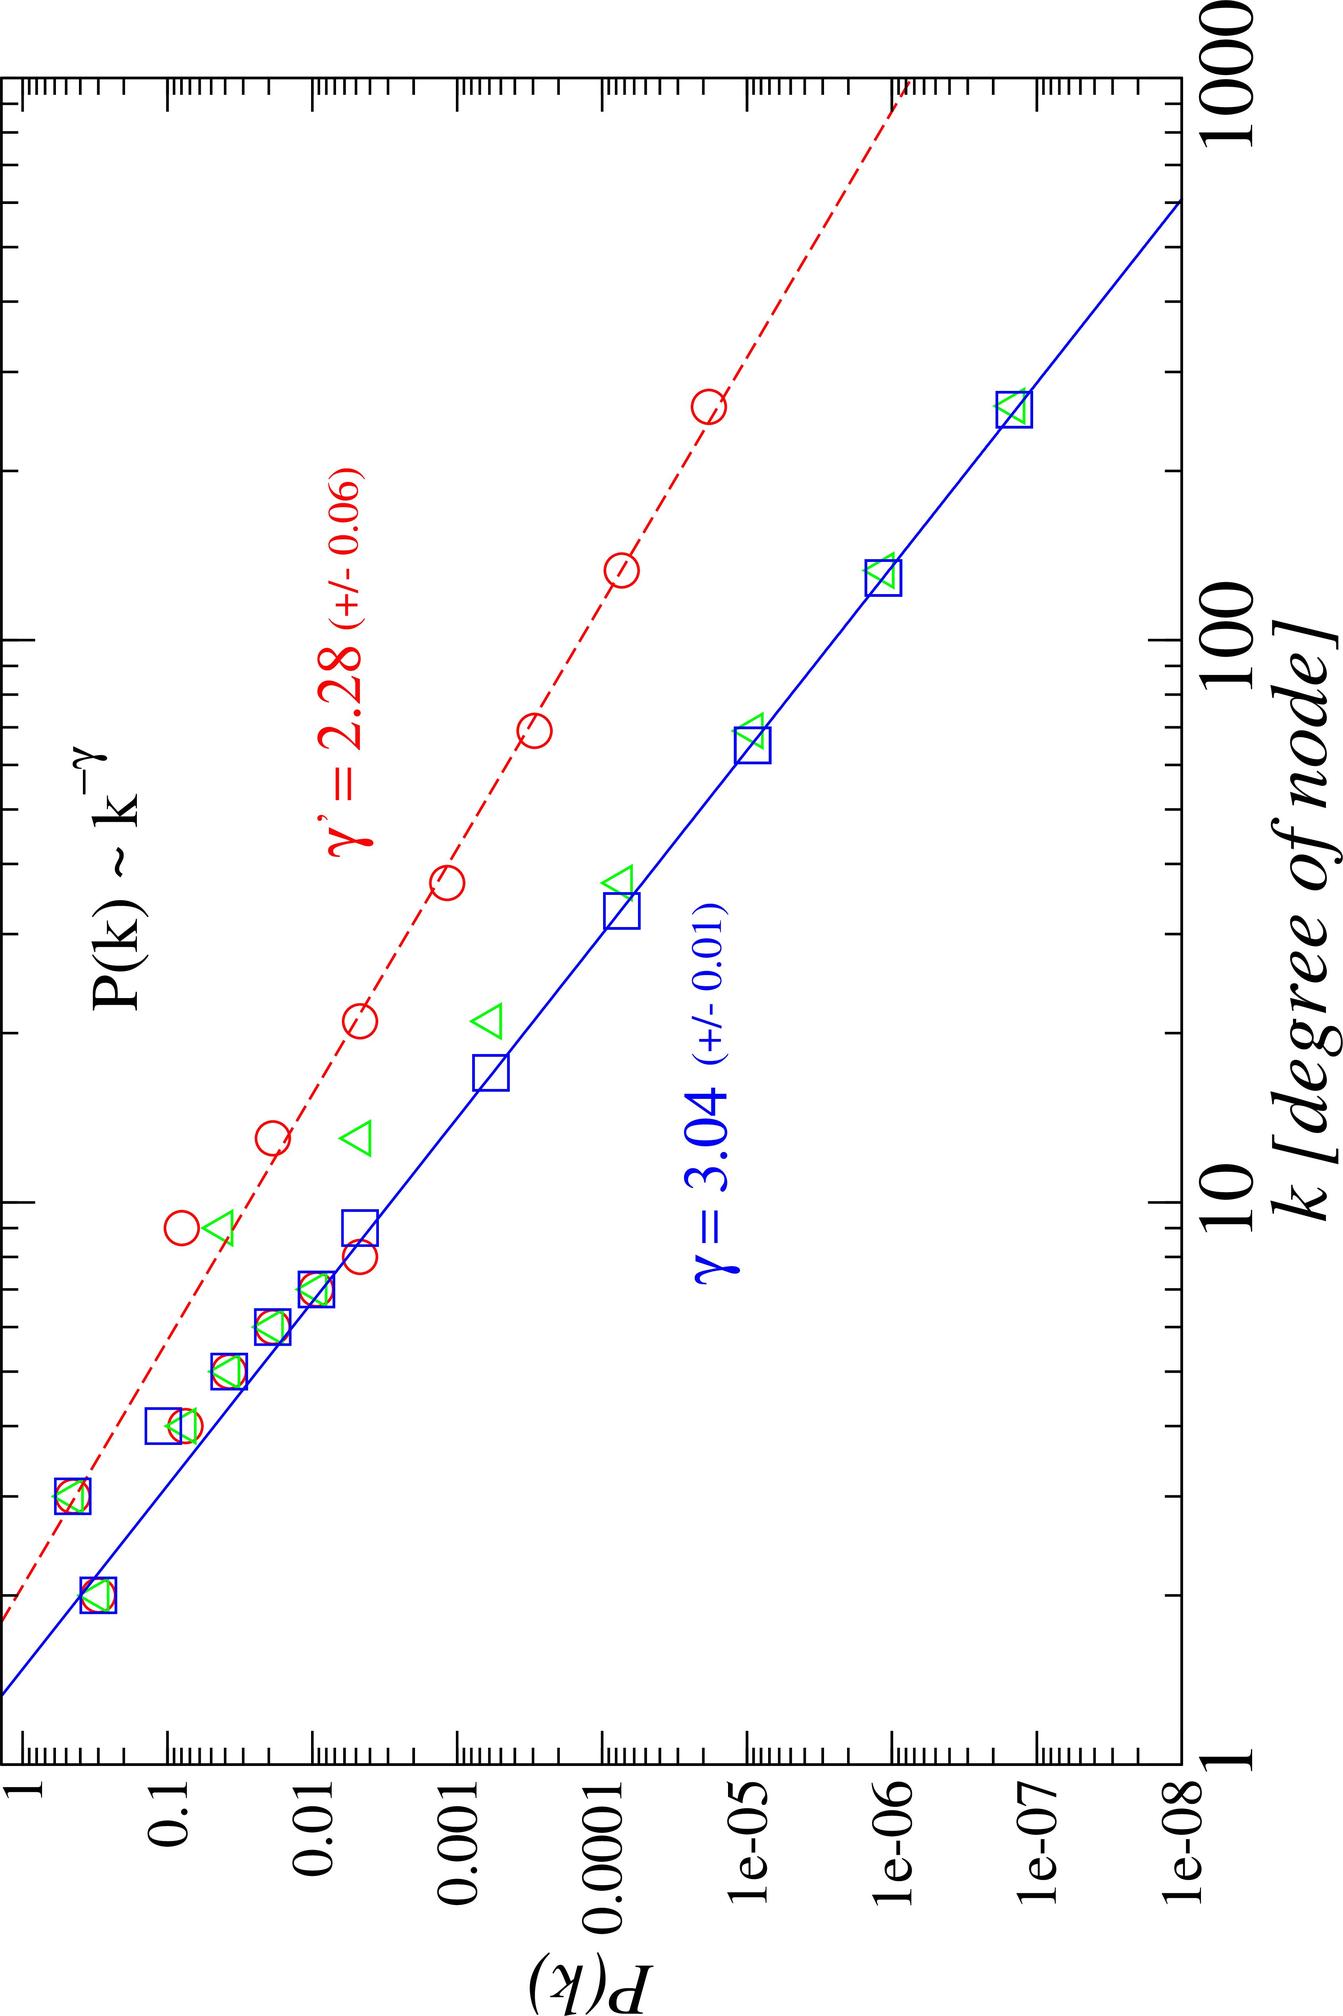 P(k) ~ k^−γ
γ' = 2.28 (+/- 0.06)
γ = 3.04 (+/- 0.01)
P(k)
1
0.1
0.01
0.001
0.0001
1e-05
1e-06
1e-07
1e-08
1 10 100 1000
k [degree of node]